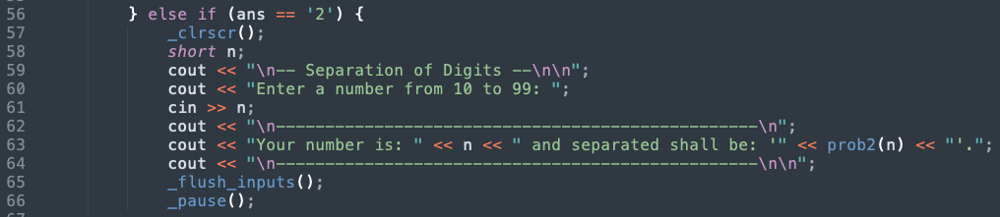 56 } else if (ans == '2') {
57 _clrscr();
58 short n;
59 cout << "\n-- Separation of Digits --\n\n";
60 cout << "Enter a number from 10 to 99: ";
61 cin >> n;
62 cout << "\n-------------------------------------------------\n";
63 cout << "Your number is: " << n << " and separated shall be: '" << prob2(n) << "'.";
64 cout << "\n-------------------------------------------------\n\n";
65 _flush_inputs();
66 _pause();